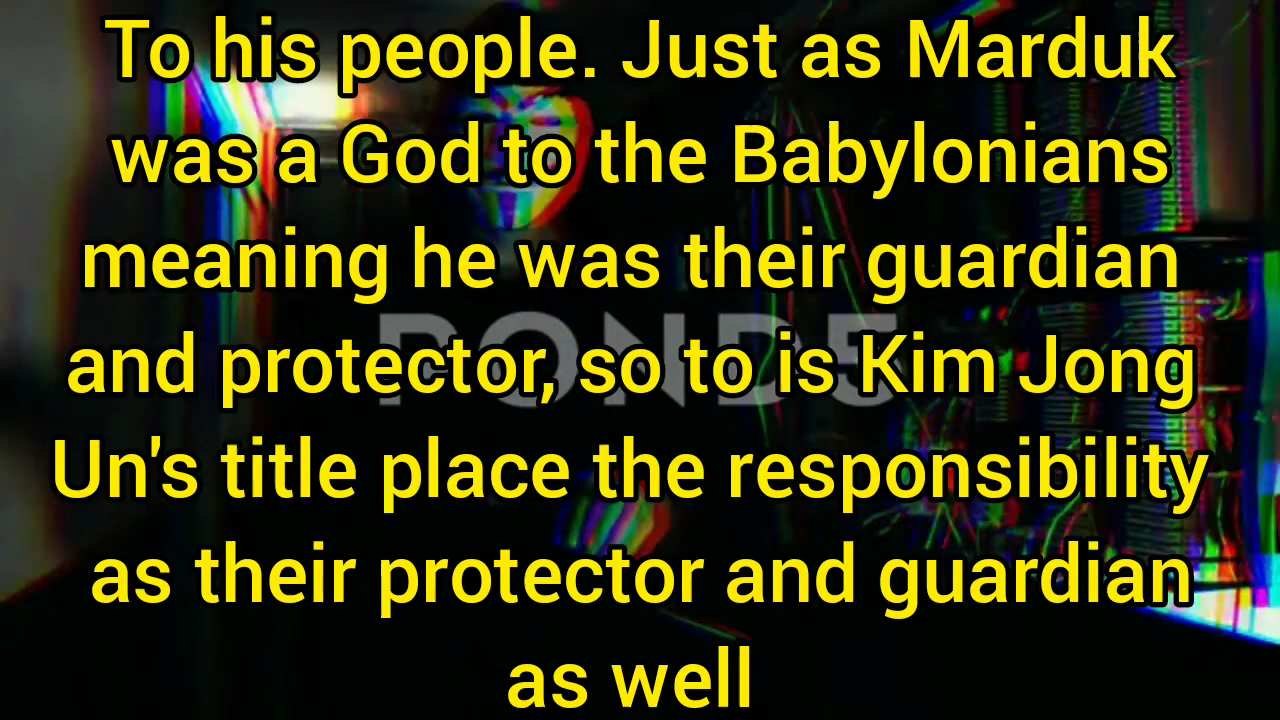 To his people. Just as Marduk
was a God to the Babylonians
meaning he was their guardian
and protector, so to is Kim Jong
POND5
Un's title place the responsibility
as their protector and guardian
as well